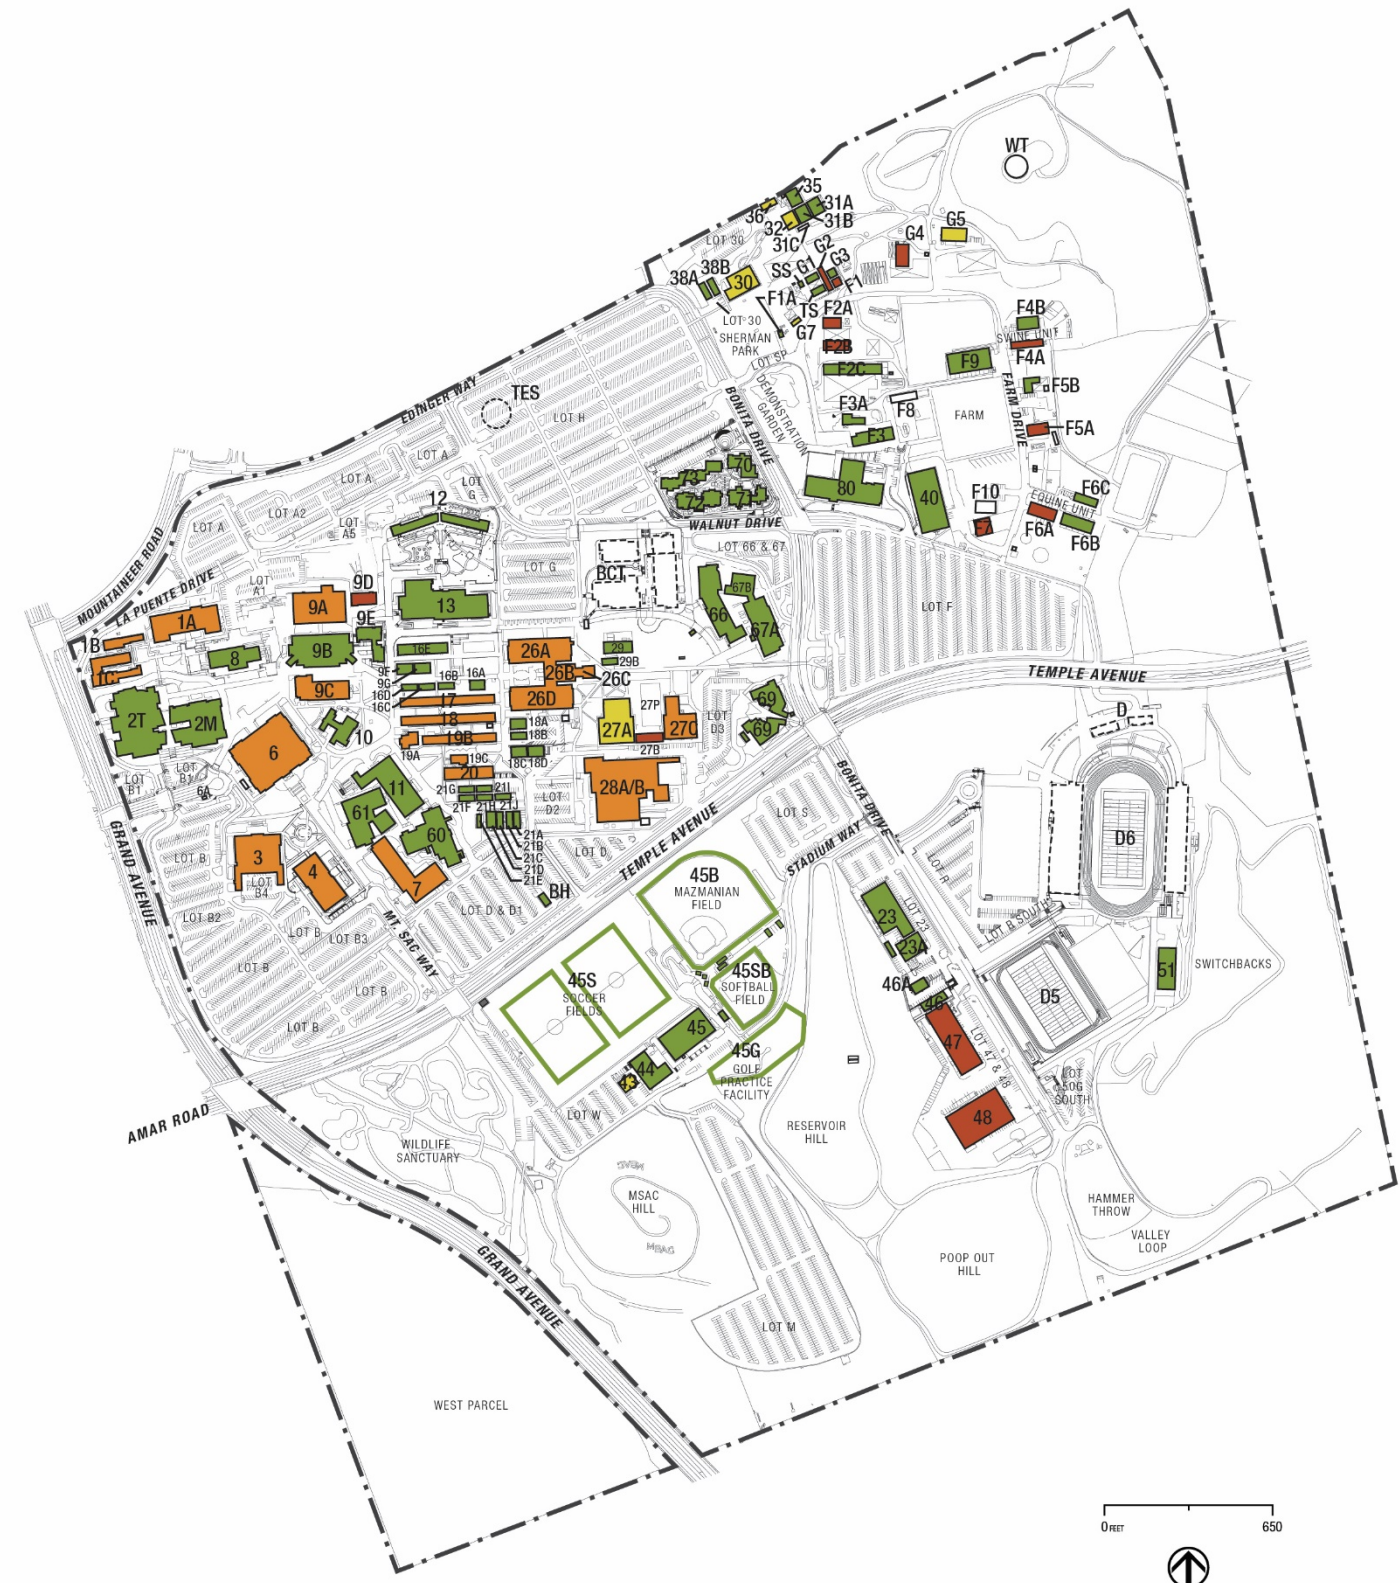 WT
35
31A
36
31B
32
31C
LOT 30
G5
G4
G2
G1
G3
SS
38B
38A
30
F1
F1A
TS
F2A
F4B
LOT 30
G7
SWINE UNIT
SHERMAN
PARK
F2B
F4A
LOT SP
F9
F2C
F5B
EDINGER WAY
TES
BONITA DRIVE
DEMONSTRATION
GARDEN
FARM DRIVE
F8
F3A
LOT H
FARM
F5A
F3
LOT A
73
70
LOT A
LOT
G
80
40
F10
F6C
EQUINE UNIT
12
72
71
LOT A2
LOT A
LOT
A5
WALNUT DRIVE
F7
F6A
F6B
MOUNTAINEER ROAD
LOT 66 & 67
LOT G
BCT
LA PUENTE DRIVE
LOT
A1
9D
67B
9A
13
66
LOT F
1A
9E
67A
1B
8
9B
16E
26A
29
29B
9F
9G
16B
16A
26B
26C
1C
16D
16C
9C
17
26D
TEMPLE AVENUE
69
2T
2M
18
18A
27A
27P
27C
LOT
D3
D
10
18B
69
19A
19B
27B
6
19C
18C
18D
20
LOT
B1
LOT
B1
6A
11
21G
21I
28A/B
LOT
D2
BONITA DRIVE
61
21F
21H
21J
LOT S
D6
60
21A
21B
21C
21D
21E
LOT D
TEMPLE AVENUE
STADIUM WAY
GRAND AVENUE
LOT B
3
4
LOT
B4
7
LOT R
45B
MAZMANIAN
FIELD
BH
LOT D & D1
LOT B2
LOT B
LOT B3
MT. SAC WAY
23
LOT 23
LOT R SOUTH
23A
LOT B
45S
SOCCER
FIELDS
45SB
SOFTBALL
FIELD
51
SWITCHBACKS
46A
46
D5
LOT B
LOT B
45
47
LOT 47 & 48
45G
GOLF
PRACTICE
FACILITY
44
43
LOT
50G
SOUTH
LOT W
48
AMAR ROAD
RESERVOIR
HILL
WILDLIFE
SANCTUARY
MSAC
MSAC
HILL
HAMMER
THROW
MSAC
VALLEY
LOOP
POOP OUT
HILL
GRAND AVENUE
LOT M
WEST PARCEL
0 FEET
650